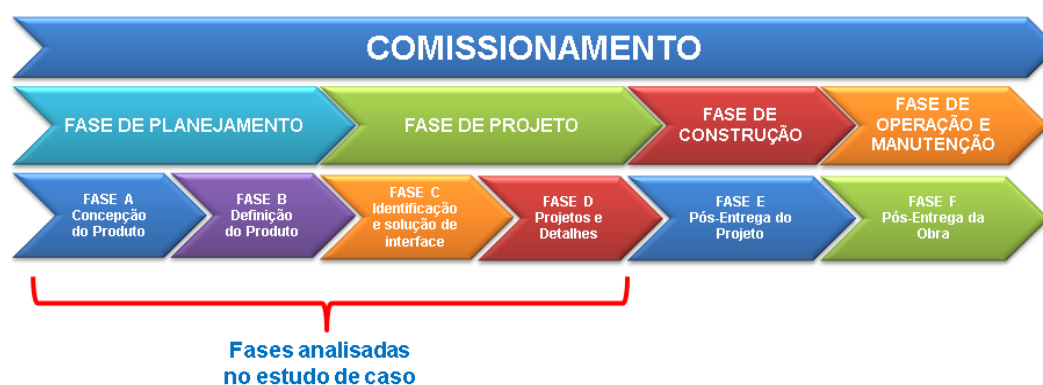 COMISSIONAMENTO
FASE DE PLANEJAMENTO
FASE DE PROJETO
FASE DE
CONSTRUÇÃO
FASE DE
OPERAÇÃO E
MANUTENÇÃO
FASE A
Concepção
do Produto
FASE B
Definição
do Produto
FASE C
Identificação
e solução de
interface
FASE D
Projetos e
Detalhes
FASE E
Pós-Entrega do
Projeto
FASE F
Pós-Entrega da
Obra
Fases analisadas
no estudo de caso